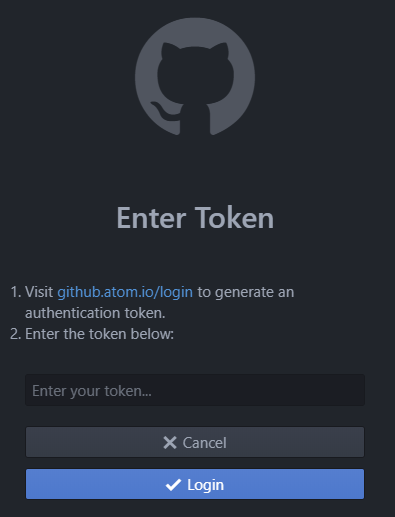 Enter Token
1. Visit github.atom.io/login to generate an
authentication token.
2. Enter the token below:
Enter your token...
Cancel
Login